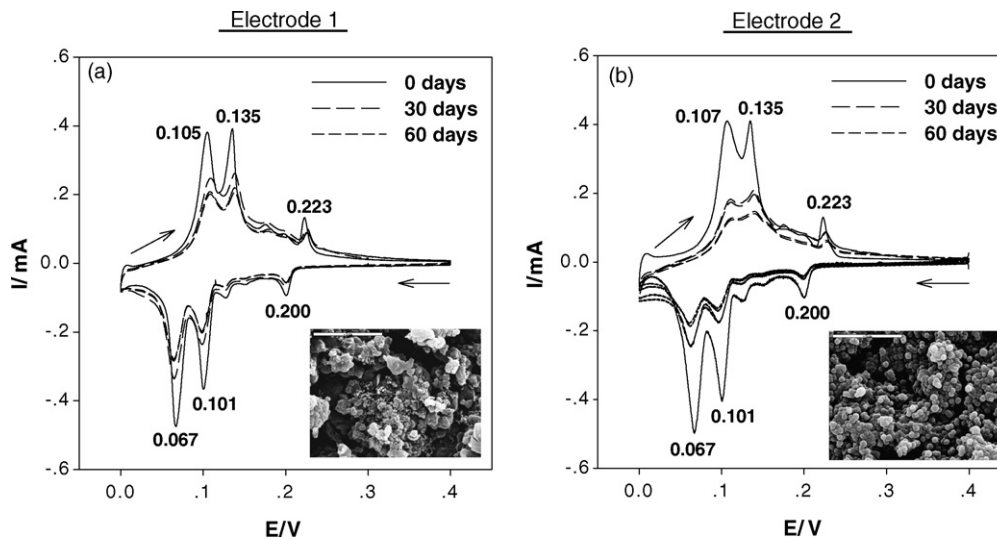 Electrode 1
(a)
0 days
30 days
60 days
.6
.4
.2
0.0
-.2
-.4
-.6
I/mA
0.105
0.135
0.223
0.200
0.101
0.067
0.0
.1
.2
.3
.4
E/V
Electrode 2
(b)
0 days
30 days
60 days
.6
.4
.2
0.0
-.2
-.4
-.6
I/mA
0.107
0.135
0.223
0.200
0.101
0.067
0.0
.1
.2
.3
.4
E/V